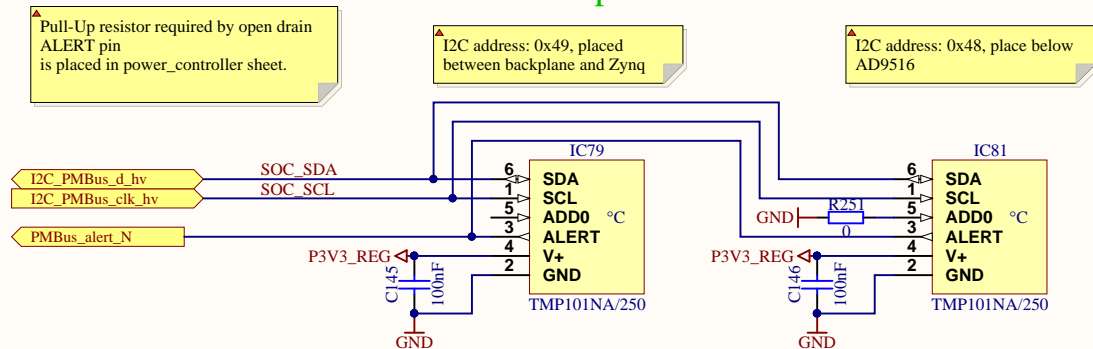 Pull-Up resistor required by open drain
ALERT pin
is placed in power_controller sheet.
I2C address: 0x49, placed
between backplane and Zynq
I2C address: 0x48, place below
AD9516
IC79
IC81
I2C_PMBus_d_hv
SOC_SDA
6
SDA
6
SDA
I2C_PMBus_clk_hv
SOC_SCL
1
SCL
1
SCL
5
ADD0
°C
GND
R251
0
5
ADD0
°C
PMBus_alert_N
3
ALERT
3
ALERT
P3V3_REG
4
V+
P3V3_REG
4
V+
C145
100nF
2
GND
C146
100nF
2
GND
TMP101NA/250
TMP101NA/250
GND
GND